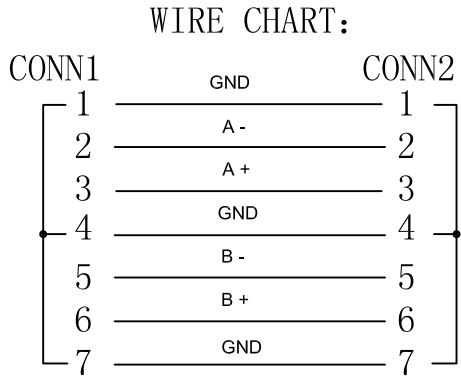 WIRE CHART:
CONN1 CONN2
1 GND 1
2 A - 2
3 A + 3
4 GND 4
5 B - 5
6 B + 6
7 GND 7